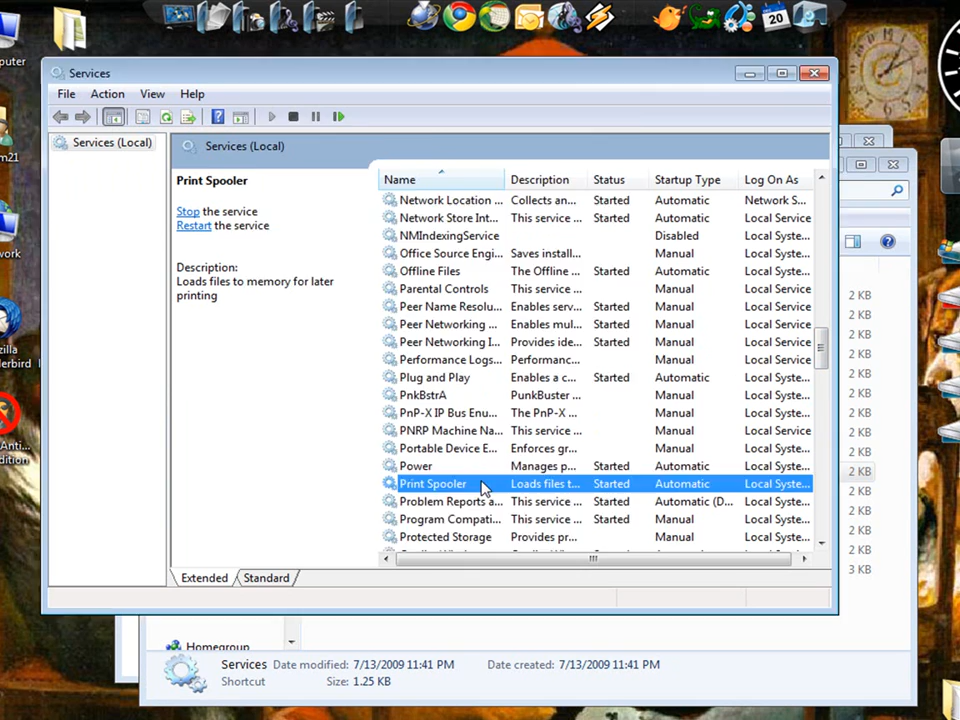 20
puter
m21
work
zilla
derbird
Anti...
dition
Services
File Action View Help
Services (Local)
Services (Local)
Print Spooler
Stop the service
Restart the service
Description:
Loads files to memory for later
printing
Name Description Status Startup Type Log On As
Network Location ... Collects an... Started Automatic Network S...
Network Store Int... This service ... Started Automatic Local Service
NMIndexingService Disabled Local Syste...
Office Source Engi... Saves install... Manual Local Syste...
Offline Files The Offline ... Started Automatic Local Syste...
Parental Controls This service ... Manual Local Service
Peer Name Resolu... Enables serv... Started Manual Local Service
Peer Networking ... Enables mul... Started Manual Local Service
Peer Networking I... Provides ide... Started Manual Local Service
Performance Logs... Performanc... Manual Local Service
Plug and Play Enables a c... Started Automatic Local Syste...
PnkBstrA PunkBuster ... Manual Local Syste...
PnP-X IP Bus Enu... The PnP-X ... Manual Local Syste...
PNRP Machine Na... This service ... Manual Local Service
Portable Device E... Enforces gr... Manual Local Syste...
Power Manages p... Started Automatic Local Syste...
Print Spooler Loads files t... Started Automatic Local Syste...
Problem Reports a... This service ... Started Automatic (D... Local Syste...
Program Compati... This service ... Started Manual Local Syste...
Protected Storage Provides pr... Manual Local Syste...
Extended Standard
2 KB
2 KB
2 KB
2 KB
2 KB
2 KB
2 KB
2 KB
2 KB
2 KB
2 KB
2 KB
2 KB
2 KB
3 KB
Homegroup
Services Date modified: 7/13/2009 11:41 PM Date created: 7/13/2009 11:41 PM
Shortcut Size: 1.25 KB